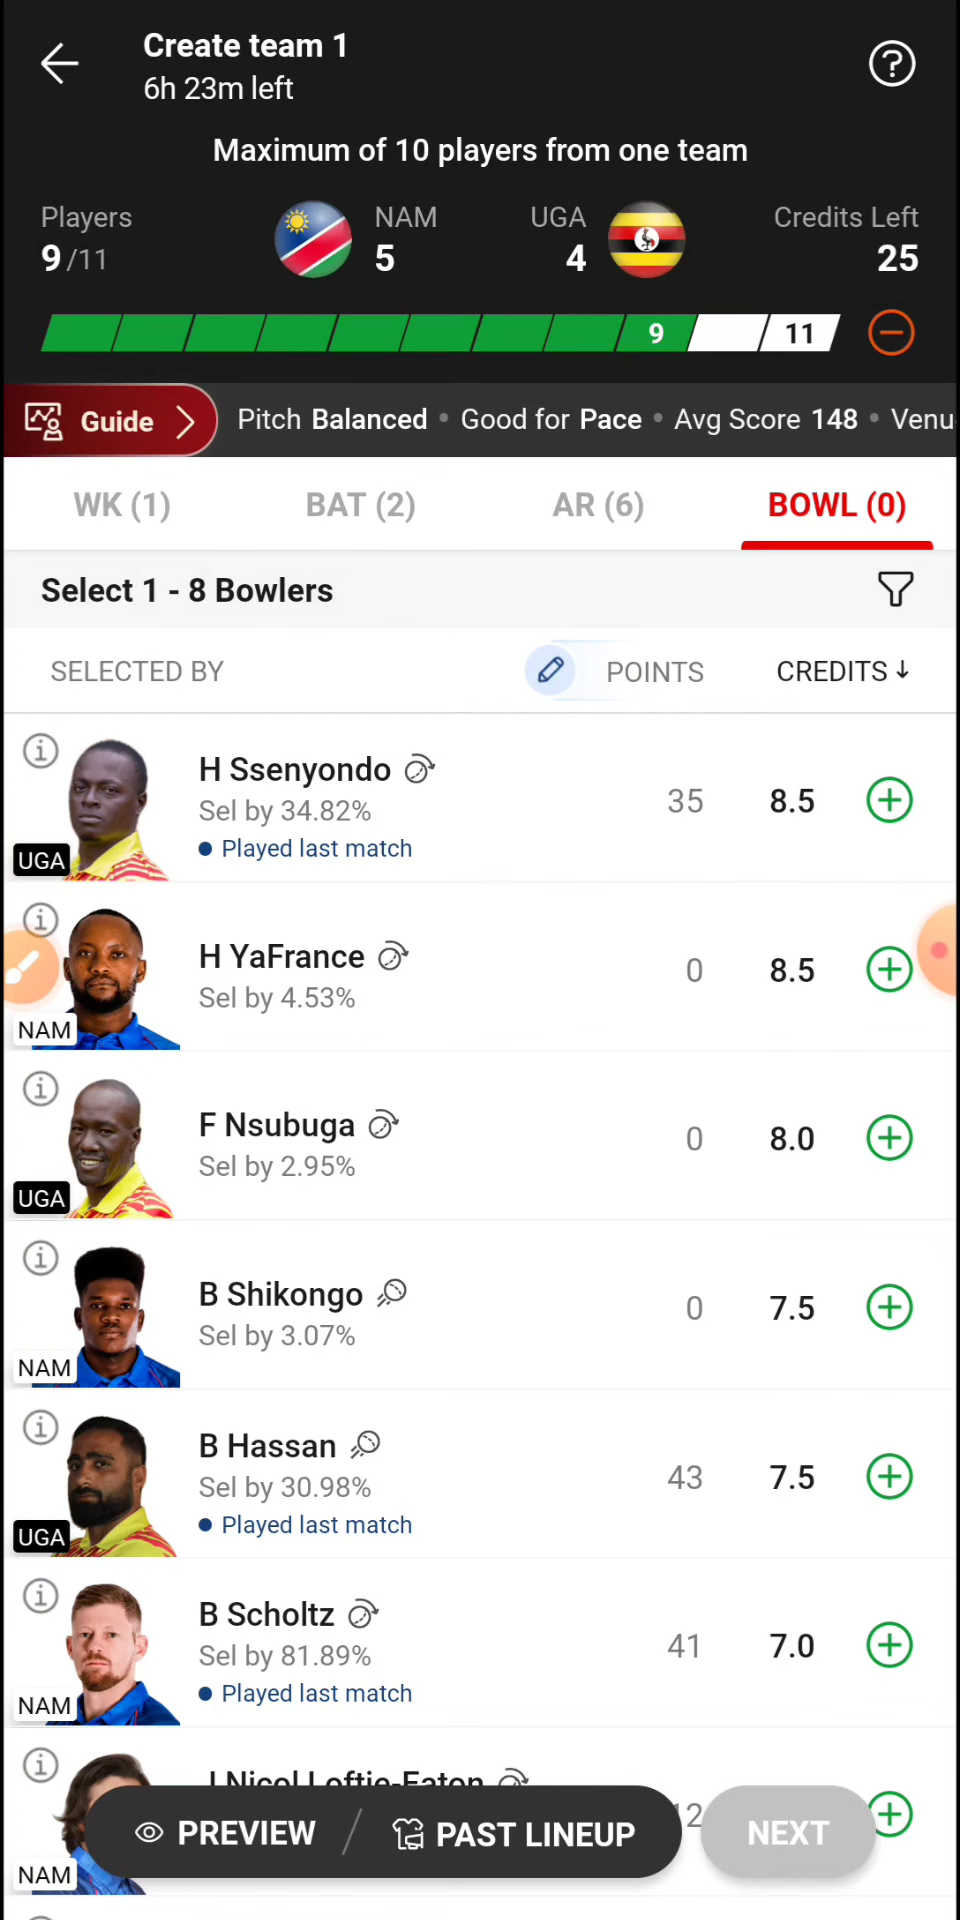 Create team 1
6h 23m left
Maximum of 10 players from one team
Players
9/11
NAM
5
UGA
4
Credits Left
25
9
11
Guide
Pitch Balanced • Good for Pace • Avg Score 148 • Venu
WK (1)
BAT (2)
AR (6)
BOWL (0)
Select 1 - 8 Bowlers
SELECTED BY
POINTS
CREDITS ↓
H Ssenyondo
Sel by 34.82%
Played last match
UGA
35
8.5
H YaFrance
Sel by 4.53%
NAM
0
8.5
F Nsubuga
Sel by 2.95%
UGA
0
8.0
B Shikongo
Sel by 3.07%
NAM
0
7.5
B Hassan
Sel by 30.98%
Played last match
UGA
43
7.5
B Scholtz
Sel by 81.89%
Played last match
NAM
41
7.0
J Nicol Loftie-Eaton
12
NAM
PREVIEW
PAST LINEUP
NEXT